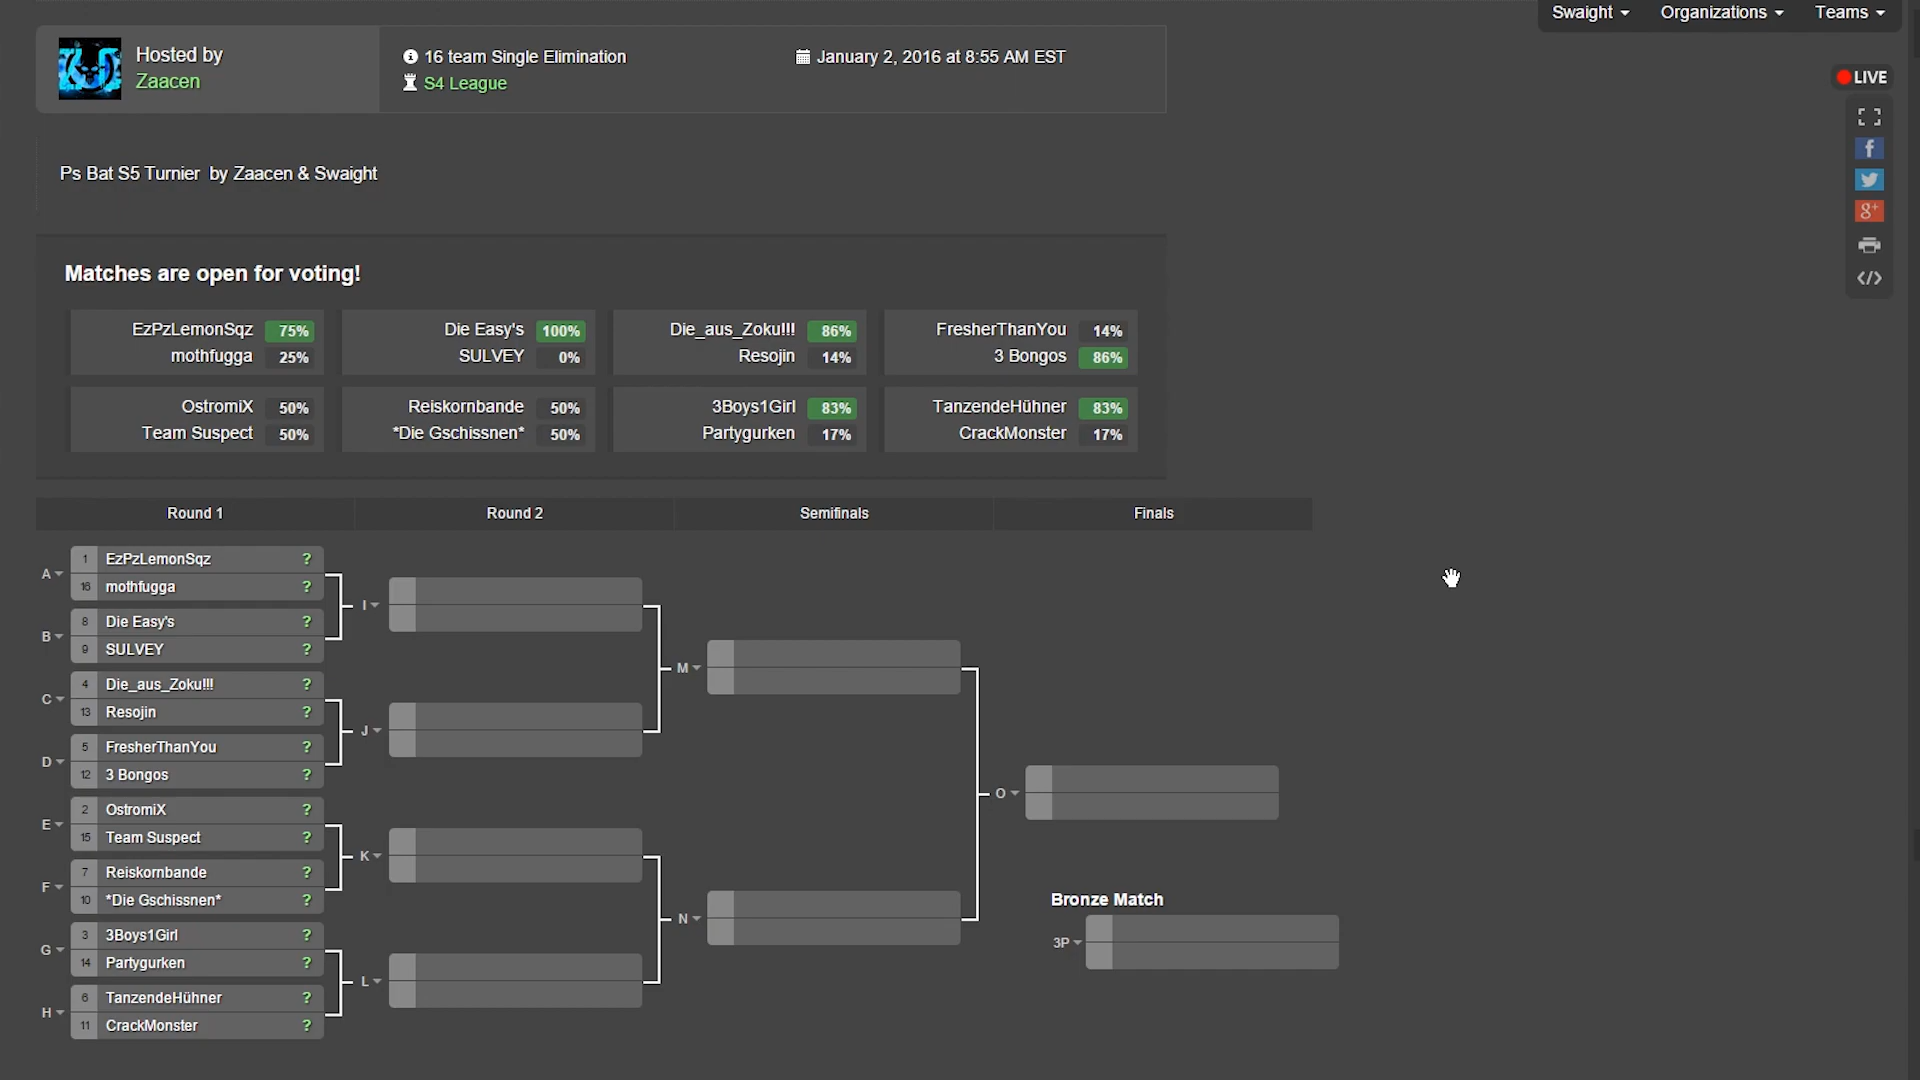 Swaight
Organizations
Teams
Hosted by
Zaacen
16 team Single Elimination
January 2, 2016 at 8:55 AM EST
S4 League
LIVE
f
g+
</>
Ps Bat S5 Turnier by Zaacen & Swaight
Matches are open for voting!
EzPzLemonSqz 75%
mothfugga 25%
Die Easy's 100%
SULVEY 0%
Die_aus_Zoku!!! 86%
Resojin 14%
FresherThanYou 14%
3 Bongos 86%
OstromiX 50%
Team Suspect 50%
Reiskornbande 50%
*Die Gschissnen* 50%
3Boys1Girl 83%
Partygurken 17%
TanzendeHühner 83%
CrackMonster 17%
Round 1
Round 2
Semifinals
Finals
A
1 EzPzLemonSqz ?
16 mothfugga ?
B
8 Die Easy's ?
9 SULVEY ?
C
4 Die_aus_Zoku!!! ?
13 Resojin ?
D
5 FresherThanYou ?
12 3 Bongos ?
E
2 OstromiX ?
15 Team Suspect ?
F
7 Reiskornbande ?
10 *Die Gschissnen* ?
G
3 3Boys1Girl ?
14 Partygurken ?
H
6 TanzendeHühner ?
11 CrackMonster ?
I
J
K
L
M
N
O
Bronze Match
3P